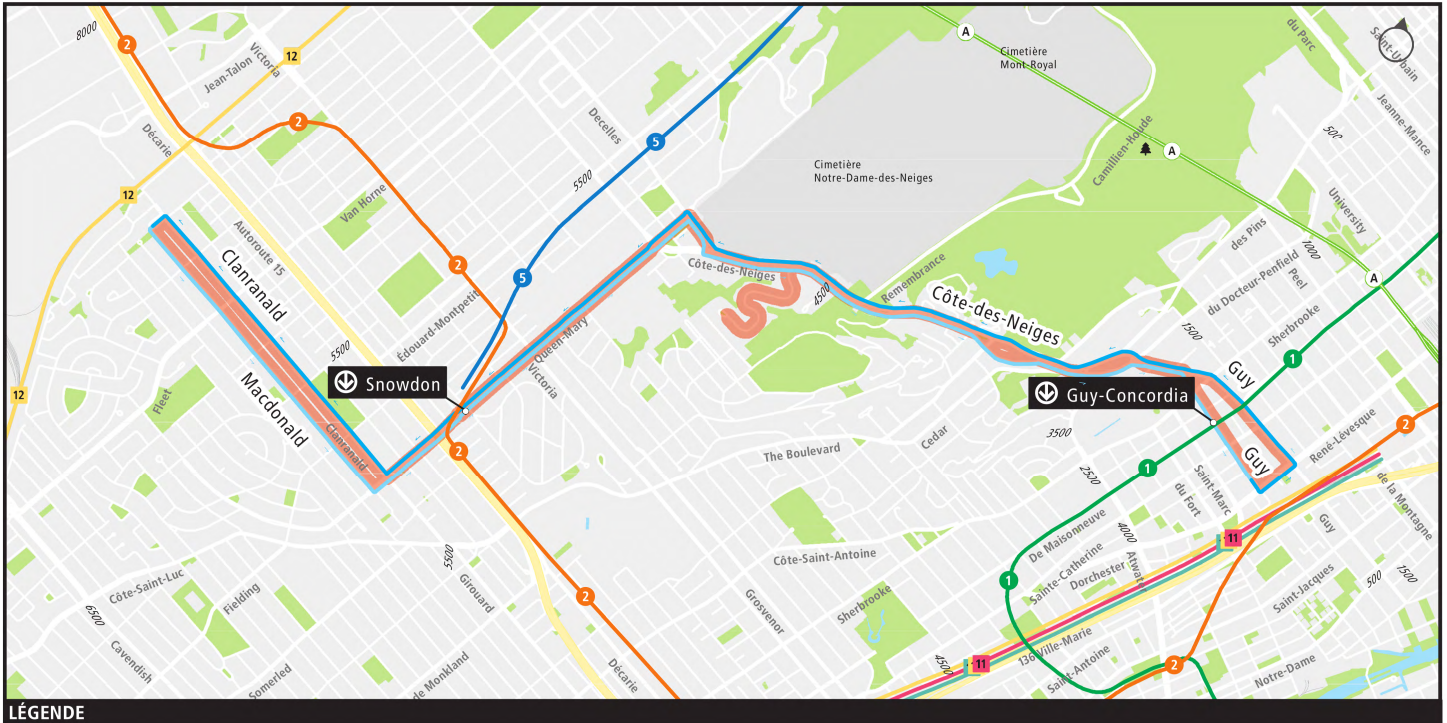 8000
2
12
Victoria
Jean-Talon
Décarie
2
12
Van Horne
Autoroute 15
Clanranald
5500
Édouard-Montpetit
2
5
5500
Decelles
5
Cimetière
Mont-Royal
A
Cimetière
Notre-Dame-des-Neiges
Camillien-Houde
A
du Parc
Saint-Urbain
Jeanne-Mance
500
University
1000
des Pins
du Docteur-Penfield
Peel
Sherbrooke
A
1500
Côte-des-Neiges
4500
Remembrance
Côte-des-Neiges
Queen-Mary
Victoria
Snowdon
Macdonald
Clanranald
Fleet
12
2
Guy-Concordia
Guy
1
Guy
René-Lévesque
2
3500
Cedar
The Boulevard
2500
1
Saint-Marc
du Fort
de la Montagne
Guy
11
De Maisonneuve
4000
Atwater
Sainte-Catherine
Dorchester
1
Côte-Saint-Antoine
Grosvenor
Sherbrooke
Saint-Jacques
500
1500
5500
Girouard
2
Côte-Saint-Luc
Fielding
6500
Cavendish
Somerled
de Monkland
Décarie
4500
11
136 Ville-Marie
Saint-Antoine
2
Notre-Dame
LÉGENDE